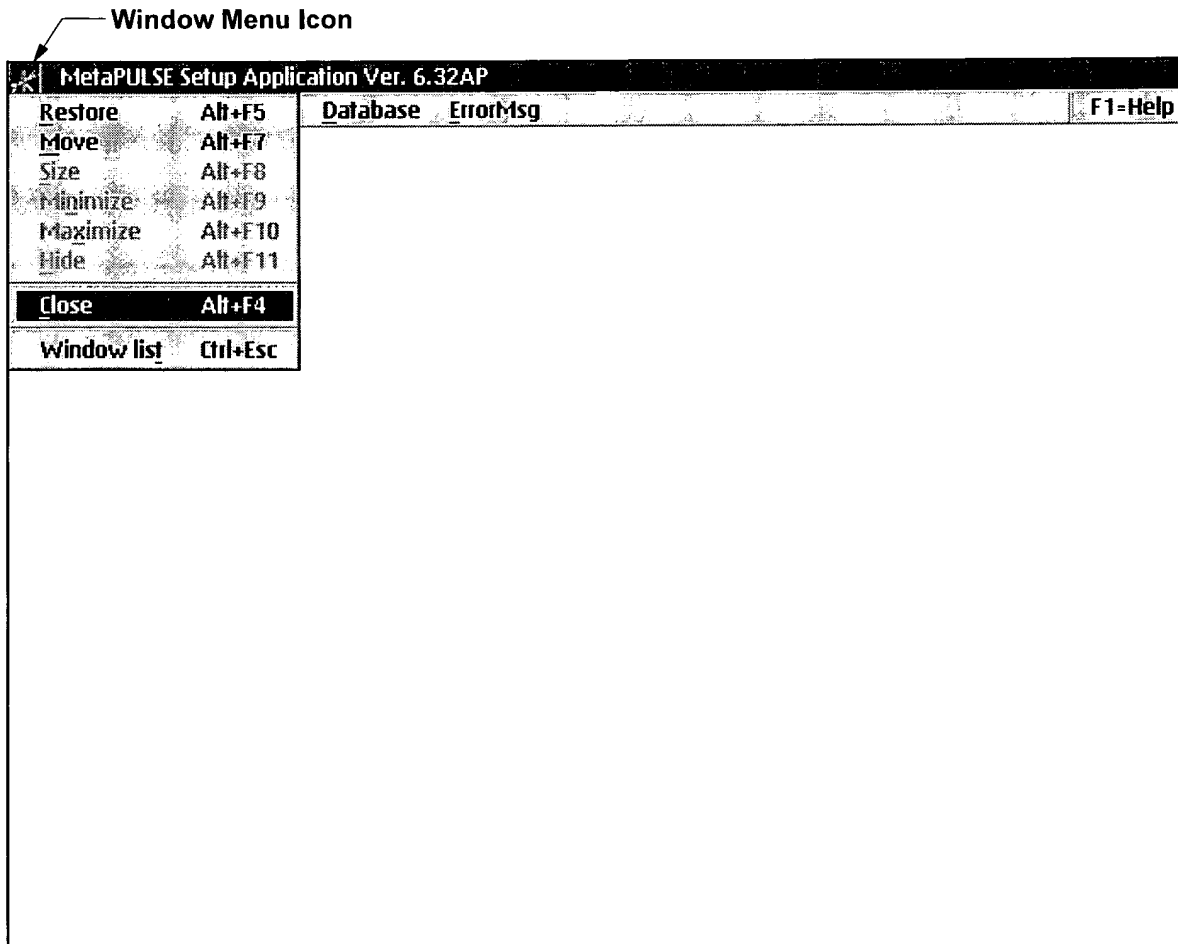 Window Menu Icon
MetaPULSE Setup Application Ver. 6.32AP
Database ErrorMsg F1=Help
Restore Alt+F5
Move Alt+F7
Size Alt+F8
Minimize Alt+F9
Maximize Alt+F10
Hide Alt+F11
Close Alt+F4
Window list Ctrl+Esc